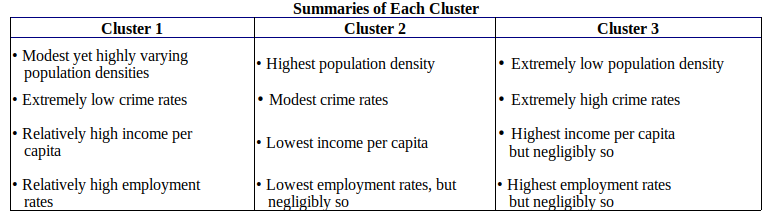 Summaries of Each Cluster
Cluster 1
Cluster 2
Cluster 3
• Modest yet highly varying
population densities
• Highest population density
• Extremely low population density
• Extremely low crime rates
• Modest crime rates
• Extremely high crime rates
• Relatively high income per
capita
• Lowest income per capita
• Highest income per capita
but negligibly so
• Relatively high employment
rates
• Lowest employment rates, but
negligibly so
• Highest employment rates
but negligibly so